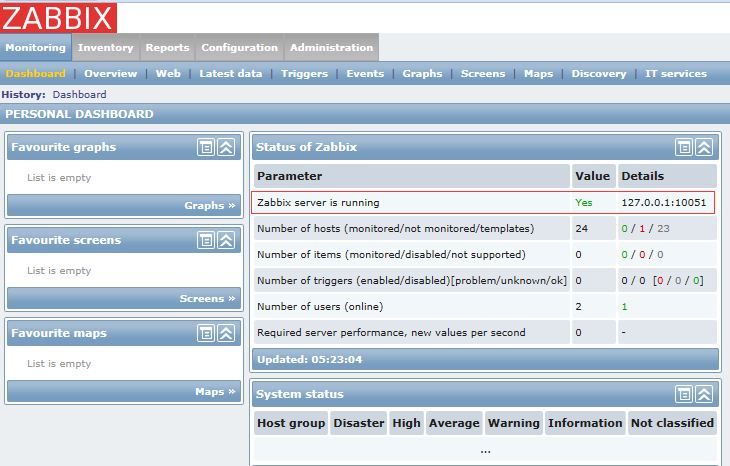 ZABBIX
Monitoring Inventory Reports Configuration Administration
Dashboard | Overview | Web | Latest data | Triggers | Events | Graphs | Screens | Maps | Discovery | IT services
History: Dashboard
PERSONAL DASHBOARD
Favourite graphs
List is empty
Graphs »
Favourite screens
List is empty
Screens »
Favourite maps
List is empty
Maps »
Status of Zabbix
Parameter Value Details
Zabbix server is running Yes 127.0.0.1:10051
Number of hosts (monitored/not monitored/templates) 24 0 / 1 / 23
Number of items (monitored/disabled/not supported) 0 0 / 0 / 0
Number of triggers (enabled/disabled)[problem/unknown/ok] 0 0 / 0 [0 / 0 / 0]
Number of users (online) 2 1
Required server performance, new values per second 0 -
Updated: 05:23:04
System status
Host group Disaster High Average Warning Information Not classified
...